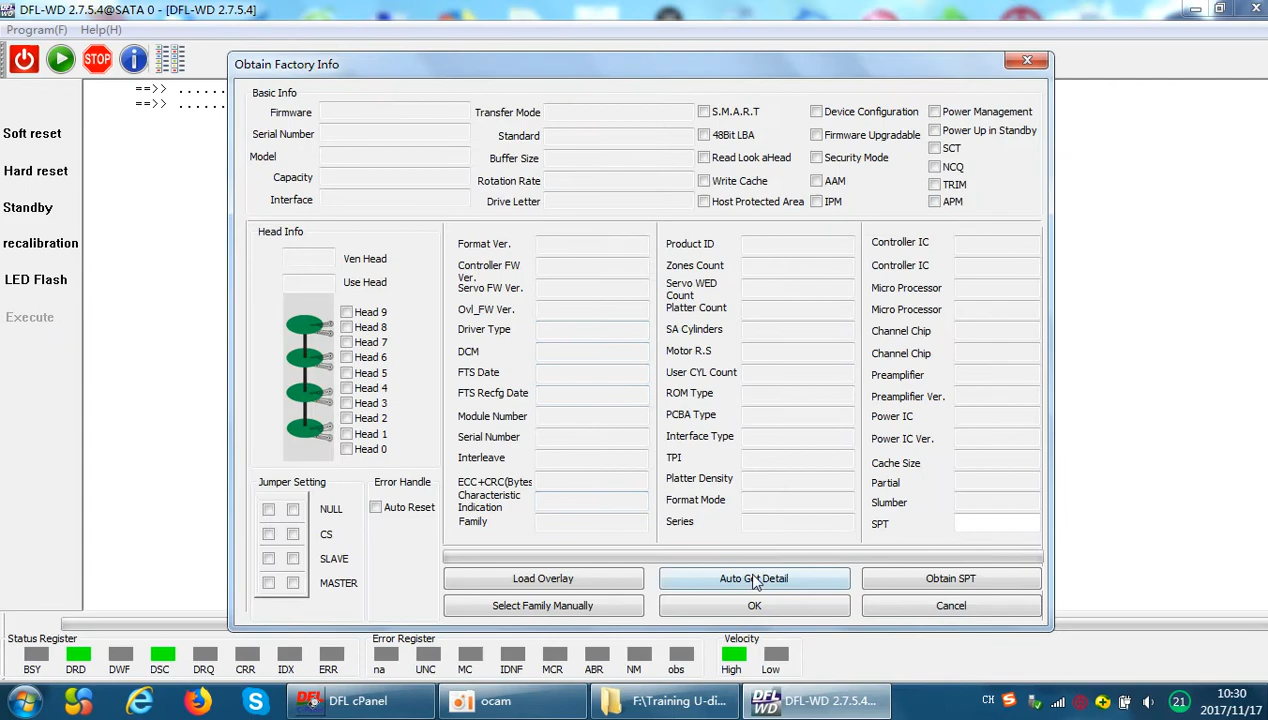 DFL-WD 2.7.5.4@SATA 0 - [DFL-WD 2.7.5.4]
Program(F) Help(H)
STOP
==>> ......
==>> ......
Soft reset
Hard reset
Standby
recalibration
LED Flash
Execute
Obtain Factory Info
Basic Info
Firmware
Serial Number
Model
Capacity
Interface
Transfer Mode
Standard
Buffer Size
Rotation Rate
Drive Letter
S.M.A.R.T
48Bit LBA
Read Look aHead
Write Cache
Host Protected Area
Device Configuration
Firmware Upgradable
Security Mode
AAM
IPM
Power Management
Power Up in Standby
SCT
NCQ
TRIM
APM
Head Info
Ven Head
Use Head
Head 9
Head 8
Head 7
Head 6
Head 5
Head 4
Head 3
Head 2
Head 1
Head 0
Jumper Setting
NULL
CS
SLAVE
MASTER
Error Handle
Auto Reset
Format Ver.
Controller FW
Ver.
Servo FW Ver.
Ovl_FW Ver.
Driver Type
DCM
FTS Date
FTS Recfg Date
Module Number
Serial Number
Interleave
ECC+CRC(Bytes
Characteristic
Indication
Family
Product ID
Zones Count
Servo WED
Count
Platter Count
SA Cylinders
Motor R.S
User CYL Count
ROM Type
PCBA Type
Interface Type
TPI
Platter Density
Format Mode
Series
Controller IC
Controller IC
Micro Processor
Micro Processor
Channel Chip
Channel Chip
Preamplifier
Preamplifier Ver.
Power IC
Power IC Ver.
Cache Size
Partial
Slumber
SPT
Load Overlay
Auto Get Detail
Obtain SPT
Select Family Manually
OK
Cancel
Status Register
BSY DRD DWF DSC DRQ CRR IDX ERR
Error Register
na UNC MC IDNF MCR ABR NM obs
Velocity
High Low
DFL cPanel
ocam
F:\Training U-di...
DFL-WD 2.7.5.4...
CH
21
10:30
2017/11/17